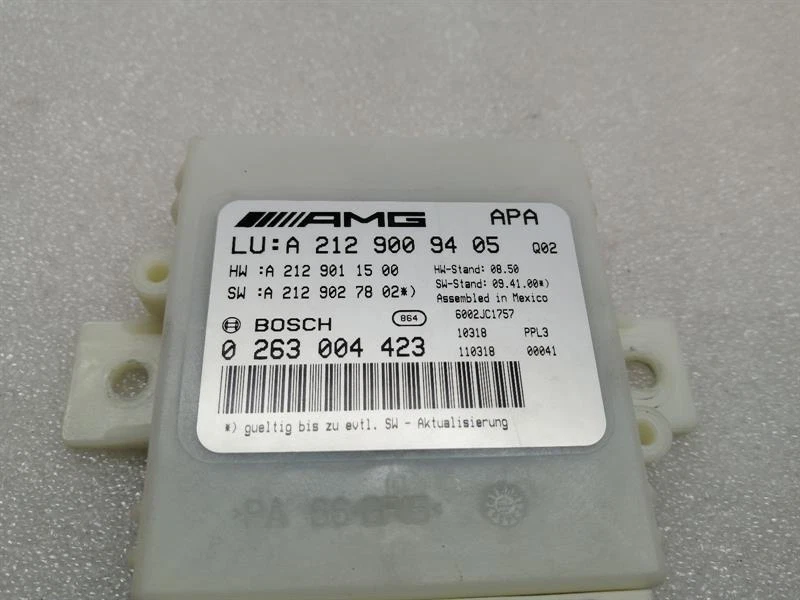 AMG APA
LU:A 212 900 94 05 Q02
HW :A 212 901 15 00 HW-Stand: 08.50
SW :A 212 902 78 02*) SW-Stand: 09.41.00*)
Assembled in Mexico
BOSCH 864 6002JC1757
0 263 004 423 10318 PPL3
110318 00041
*) gueltig bis zu evtl. SW - Aktualisierung